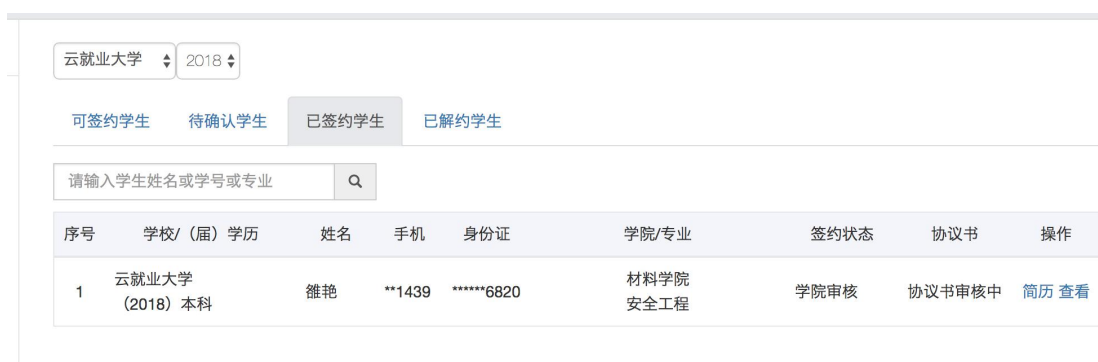 云就业大学 2018
可签约学生 待确认学生 已签约学生 已解约学生
请输入学生姓名或学号或专业
序号 学校/（届）学历 姓名 手机 身份证 学院/专业 签约状态 协议书 操作
1 云就业大学 雒艳 **1439 ******6820 材料学院 学院审核 协议书审核中 简历 查看
（2018）本科 安全工程